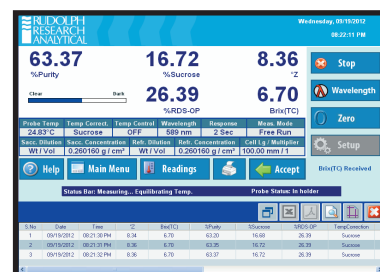 RUDOLPH
RESEARCH
ANALYTICAL
Wednesday, 09/19/2012
08:22:11 PM
63.37 16.72 8.36
%Purity %Sucrose °Z
Clear Dark
26.39 6.70
%RDS-OP Brix(TC)
Stop
Wavelength
Zero
Setup
Probe Temp Temp Correct. Temp Control Wavelength Response Meas. Mode
24.83°C Sucrose OFF 589 nm 2 Sec Free Run
Sacc. Dilution Sacc. Concentration Refr. Dilution Refr. Concentration Cell Lg / Multiplier
Wt / Vol 0.260160 g / cm³ Wt / Vol 0.260160 g / cm³ 100.00 mm / 1
Help Main Menu Readings Accept Brix(TC) Received
Status Bar: Measuring... Equilibrating Temp. Probe Status: In holder
S.No Date Time °Z Brix(TC) %Purity %Sucrose %RDS-OP TempCorrection
1 09/19/2012 08:21:30 PM 8.34 6.70 63.20 16.68 26.39 Sucrose
2 09/19/2012 08:21:31 PM 8.36 6.70 63.35 16.72 26.39 Sucrose
3 09/19/2012 08:21:32 PM 8.36 6.70 63.37 16.72 26.39 Sucrose